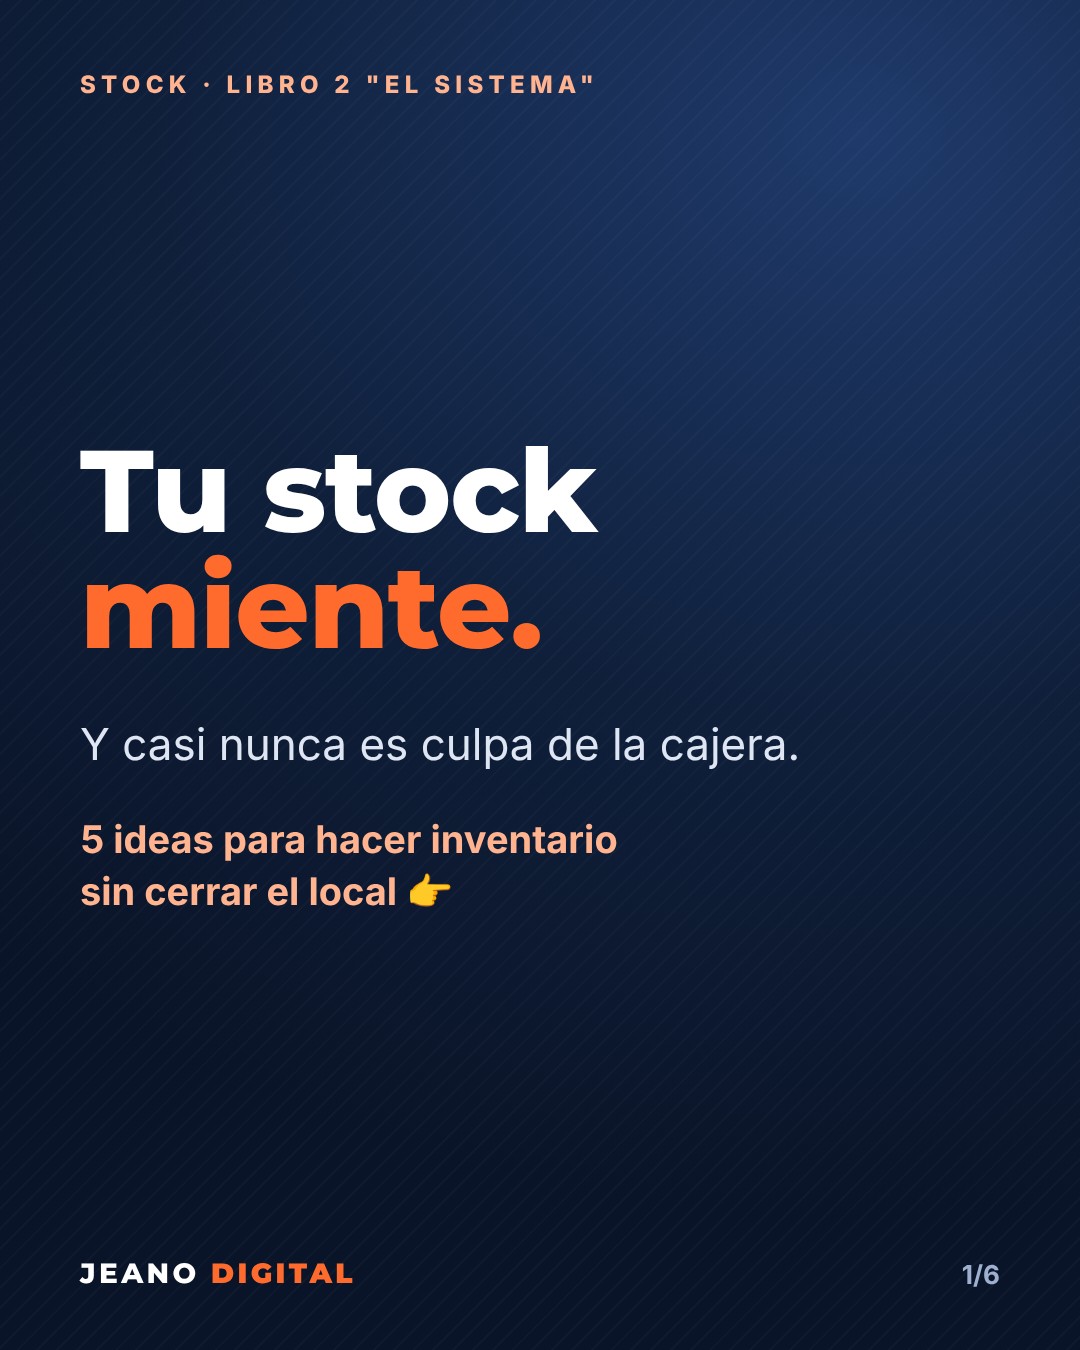 STOCK · LIBRO 2 "EL SISTEMA"
Tu stock
miente.
Y casi nunca es culpa de la cajera.
5 ideas para hacer inventario
sin cerrar el local 👉
JEANO DIGITAL
1/6